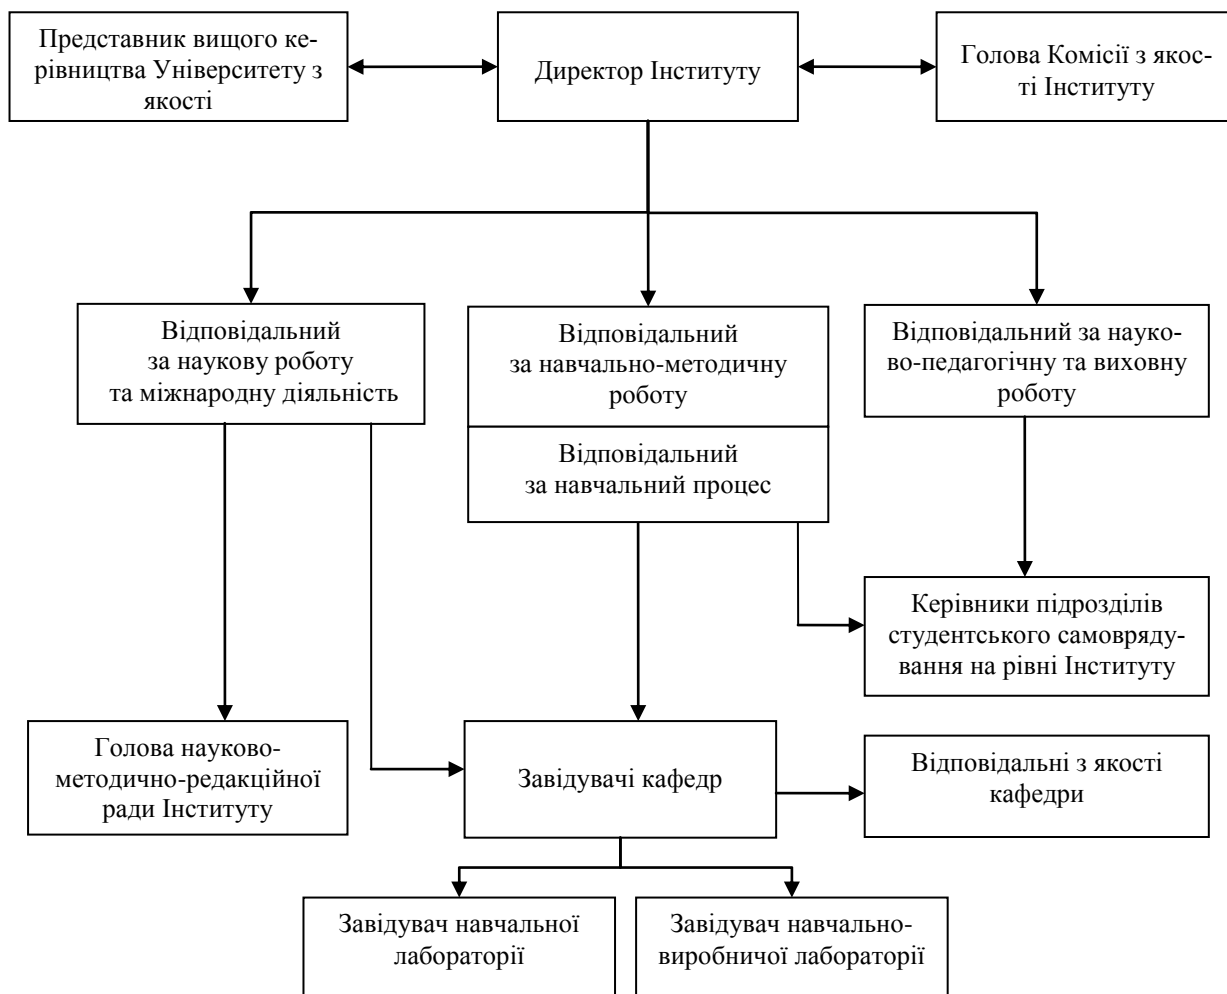 Представник вищого ке-
рівництва Університету з
якості
Директор Інституту
Голова Комісії з якос-
ті Інституту
Відповідальний
за наукову роботу
та міжнародну діяльність
Відповідальний
за навчально-методичну
роботу
Відповідальний за науко-
во-педагогічну та виховну
роботу
Відповідальний
за навчальний процес
Керівники підрозділів
студентського самовряду-
вання на рівні Інституту
Голова науково-
методично-редакційної
ради Інституту
Завідувачі кафедр
Відповідальні з якості
кафедри
Завідувач навчальної
лабораторії
Завідувач навчально-
виробничої лабораторії